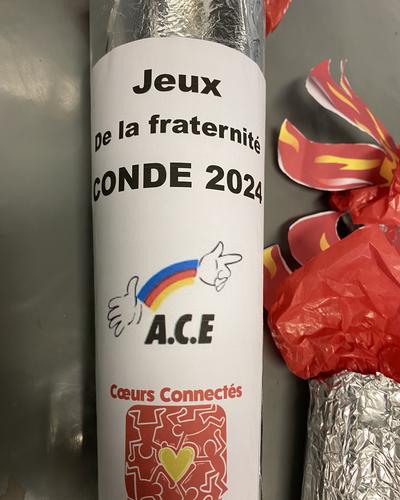 Jeux
De la fraternité
CONDE 2024
A.C.E
Cœurs Connectés